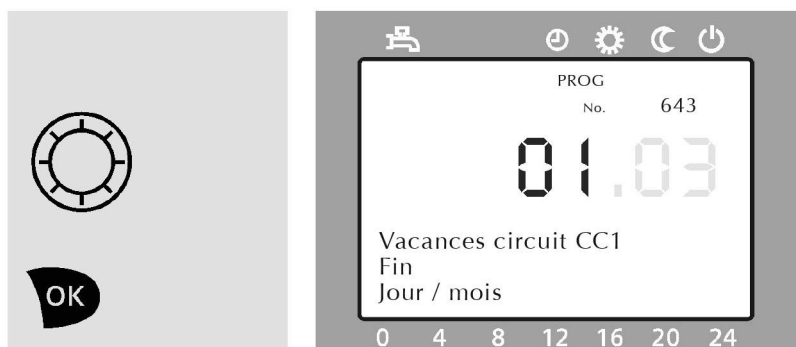 OK
PROG
No. 643
01.03
Vacances circuit CC1
Fin
Jour / mois
0 4 8 12 16 20 24